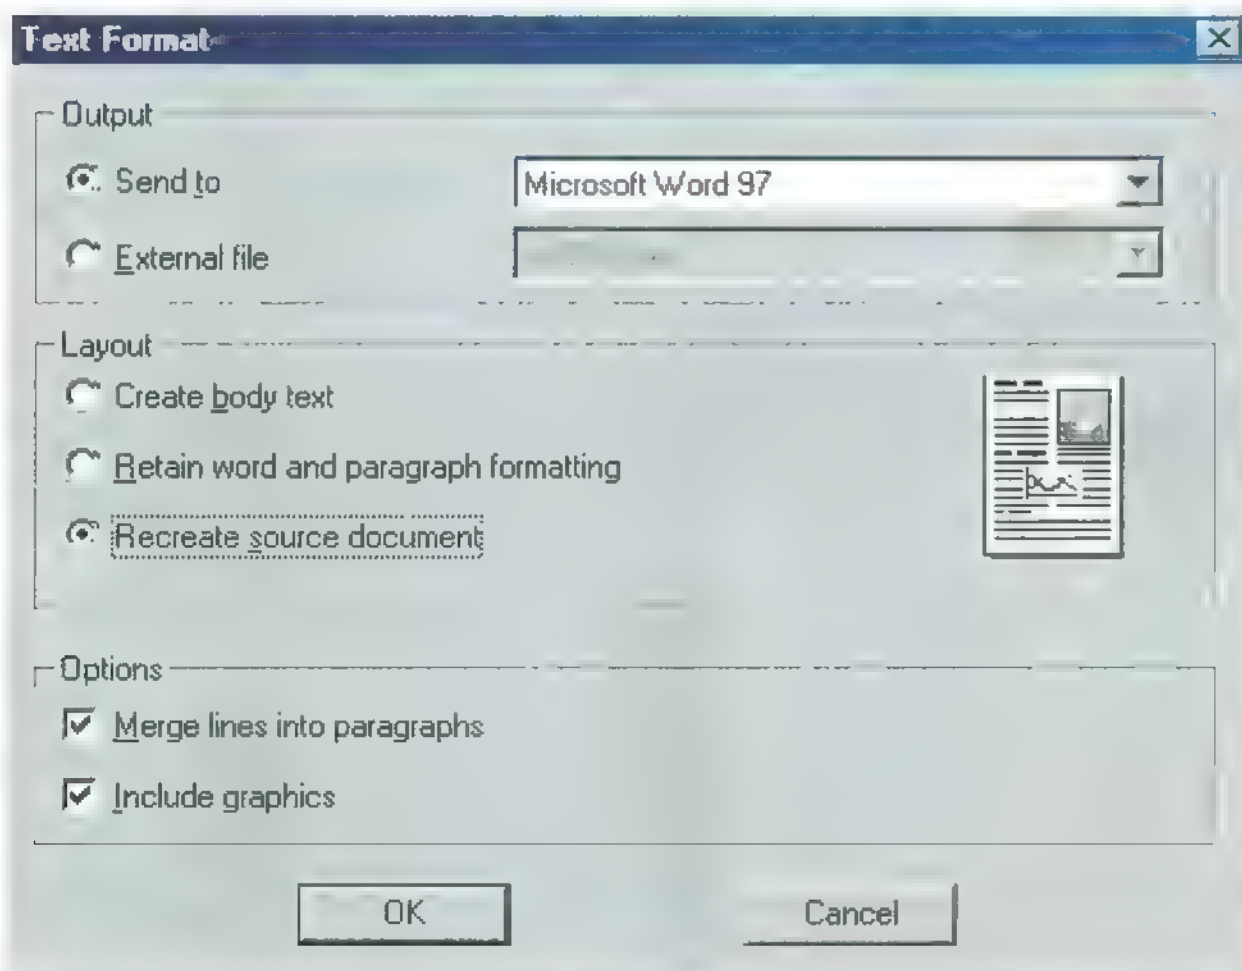 Text Format
Output
Send to
Microsoft Word 97
External file
Layout
Create body text
Retain word and paragraph formatting
Recreate source document
Options
Merge lines into paragraphs
Include graphics
OK
Cancel